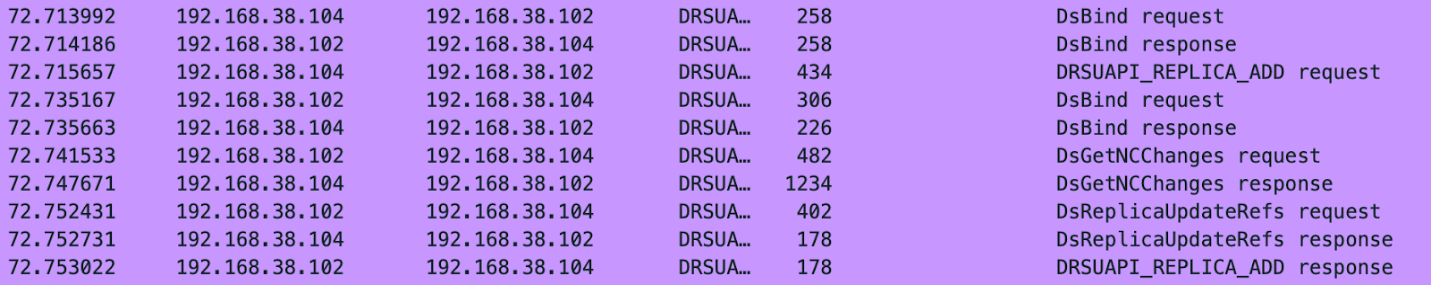 72.713992 192.168.38.104 192.168.38.102 DRSUA… 258 DsBind request
72.714186 192.168.38.102 192.168.38.104 DRSUA… 258 DsBind response
72.715657 192.168.38.104 192.168.38.102 DRSUA… 434 DRSUAPI_REPLICA_ADD request
72.735167 192.168.38.102 192.168.38.104 DRSUA… 306 DsBind request
72.735663 192.168.38.104 192.168.38.102 DRSUA… 226 DsBind response
72.741533 192.168.38.102 192.168.38.104 DRSUA… 482 DsGetNCChanges request
72.747671 192.168.38.104 192.168.38.102 DRSUA… 1234 DsGetNCChanges response
72.752431 192.168.38.102 192.168.38.104 DRSUA… 402 DsReplicaUpdateRefs request
72.752731 192.168.38.104 192.168.38.102 DRSUA… 178 DsReplicaUpdateRefs response
72.753022 192.168.38.102 192.168.38.104 DRSUA… 178 DRSUAPI_REPLICA_ADD response